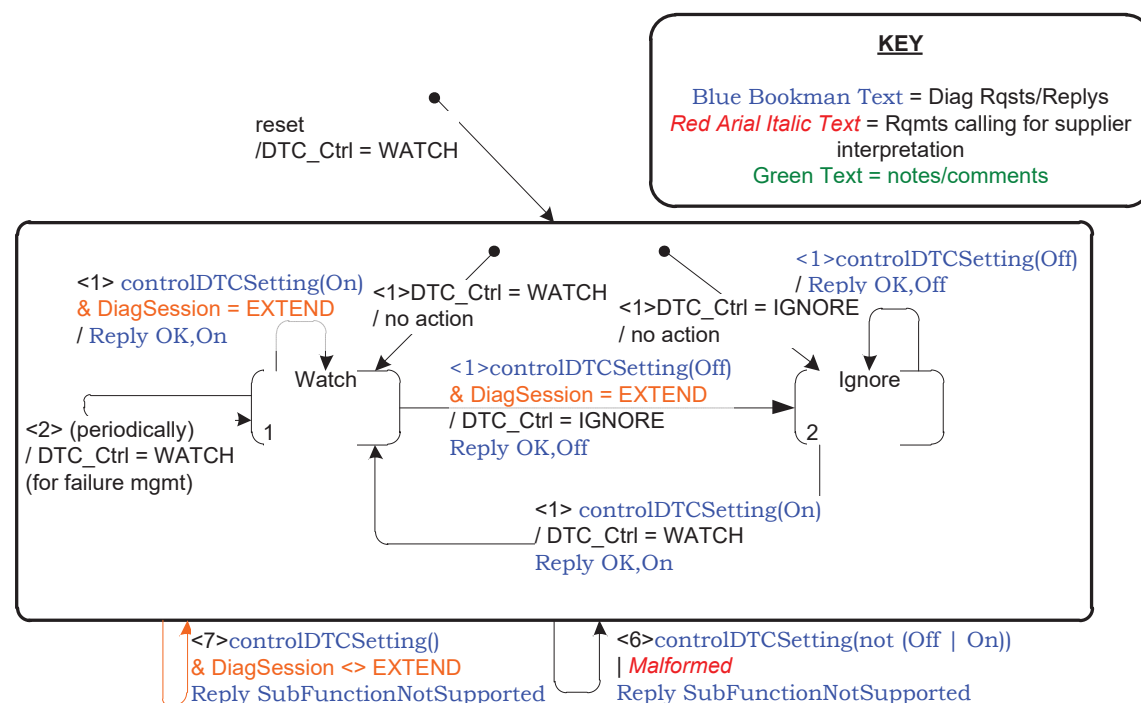 KEY
Blue Bookman Text = Diag Rqsts/Replys
Red Arial Italic Text = Rqmts calling for supplier
interpretation
Green Text = notes/comments
reset
/DTC_Ctrl = WATCH
<1> controlDTCSetting(On)
& DiagSession = EXTEND
/ Reply OK,On
<1>DTC_Ctrl = WATCH
/ no action
<1>DTC_Ctrl = IGNORE
/ no action
<1>controlDTCSetting(Off)
/ Reply OK,Off
Watch
1
<1>controlDTCSetting(Off)
& DiagSession = EXTEND
/ DTC_Ctrl = IGNORE
Reply OK,Off
Ignore
2
<2> (periodically)
/ DTC_Ctrl = WATCH
(for failure mgmt)
<1> controlDTCSetting(On)
/ DTC_Ctrl = WATCH
Reply OK,On
<7>controlDTCSetting()
& DiagSession <> EXTEND
Reply SubFunctionNotSupported
<6>controlDTCSetting(not (Off | On))
| Malformed
Reply SubFunctionNotSupported